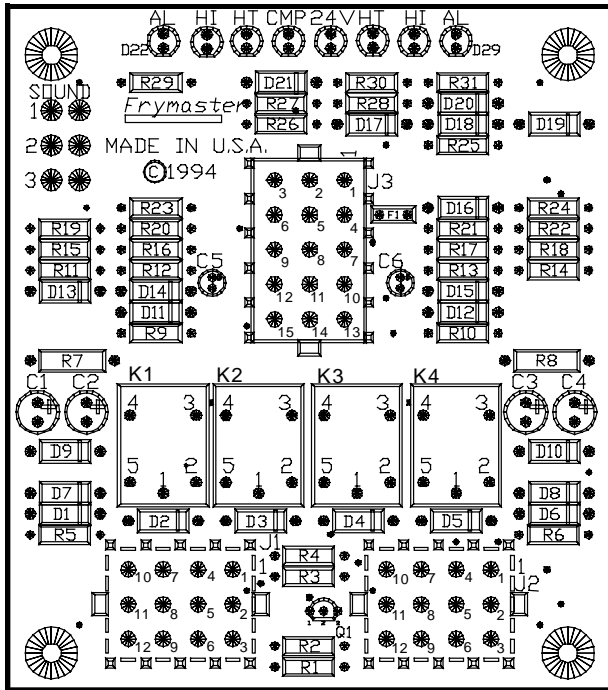 AL HI HT CMP 24V HT HI AL
D22 D29
R29 D21 R30 R31
SOUND Frymaster R27 R28 D20
1 R26 D17 D18 D19
2 MADE IN U.S.A. R25
©1994
3
1
J3
3 2 1
R23 D16 R24
6 5 4 F1
R19 R20 R21 R22
R15 R16 9 8 7 R17 R18
R11 R12 C5 C6 R13 R14
D13 D14 12 11 10 D15
D11 D12
R9 15 14 13 R10
R7 R8
K1 K2 K3 K4
C1 C2 C3 C4
4 3 4 3 4 3 4 3
D9 D10
5 2 5 2 5 2 5 2
1 1 1 1
D7 D8
D1 D2 D3 D4 D5 D6
R5 R6
J1
1 R4 1
10 7 4 1 R3 10 7 4 1
J2
11 8 5 2 11 8 5 2
1 2 3
Q1
12 9 6 3 R2 12 9 6 3
R1